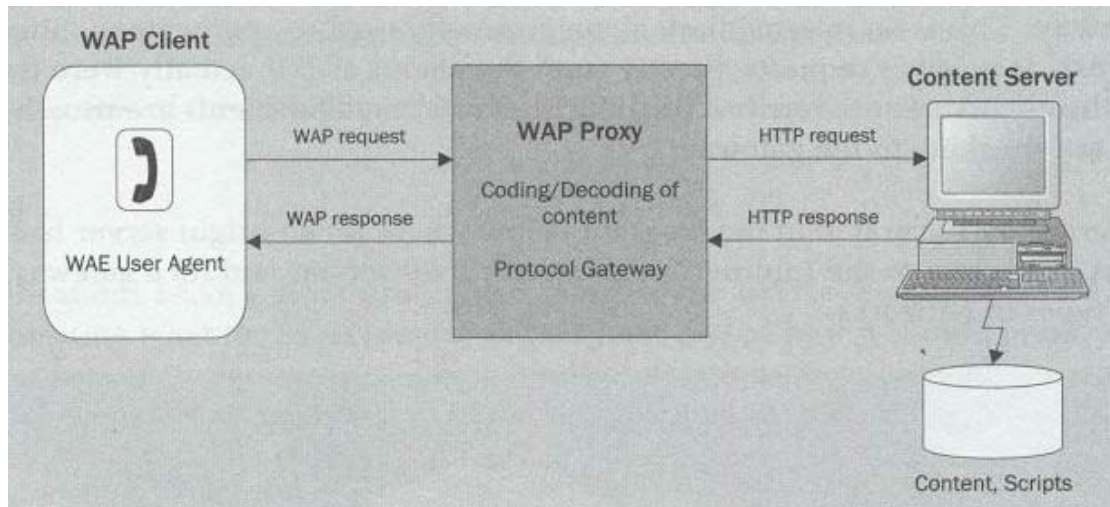 WAP Client
WAE User Agent
WAP request
WAP response
WAP Proxy
Coding/Decoding of
content
Protocol Gateway
HTTP request
HTTP response
Content Server
Content, Scripts